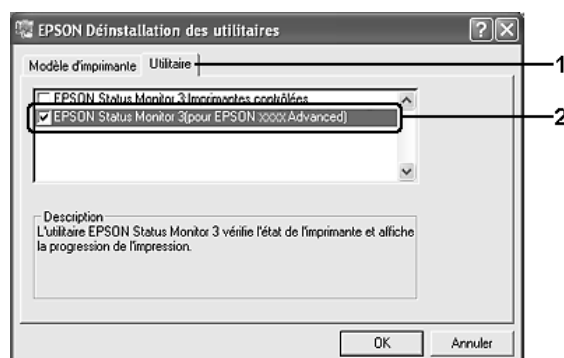 EPSON Déinstallation des utilitaires
Modèle d'imprimante Utilitaire
1
EPSON Status Monitor 3:Imprimantes contrôlées
EPSON Status Monitor 3(pour EPSON XXXX Advanced)
2
Description
L'utilitaire EPSON Status Monitor 3 vérifie l'état de l'imprimante et affiche
la progression de l'impression.
OK Annuler